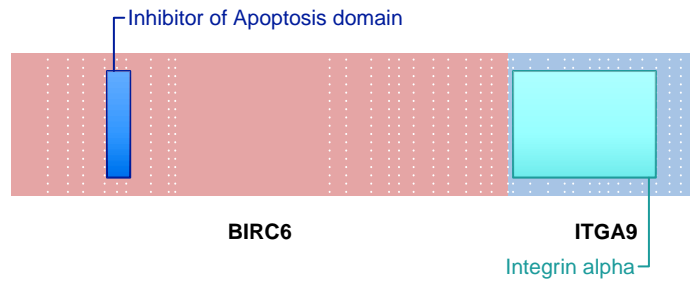 Inhibitor of Apoptosis domain
BIRC6
ITGA9
Integrin alpha